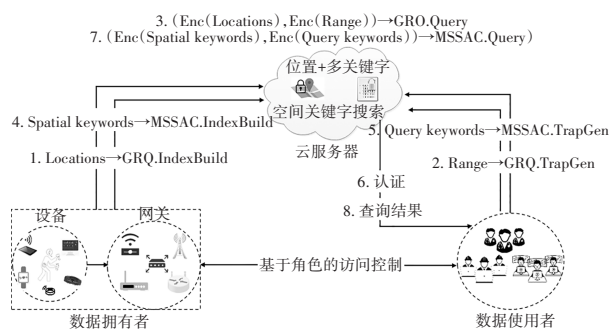 3. (Enc(Locations),Enc(Range))→GRO.Query
7. (Enc(Spatial keywords),Enc(Query keywords))→MSSAC.Query)
位置+多关键字
空间关键字搜索
云服务器
4. Spatial keywords→MSSAC.IndexBuild
5. Query keywords→MSSAC.TrapGen
1. Locations→GRQ.IndexBuild
2. Range→GRQ.TrapGen
6. 认证
8. 查询结果
设备
网关
基于角色的访问控制
数据拥有者
数据使用者